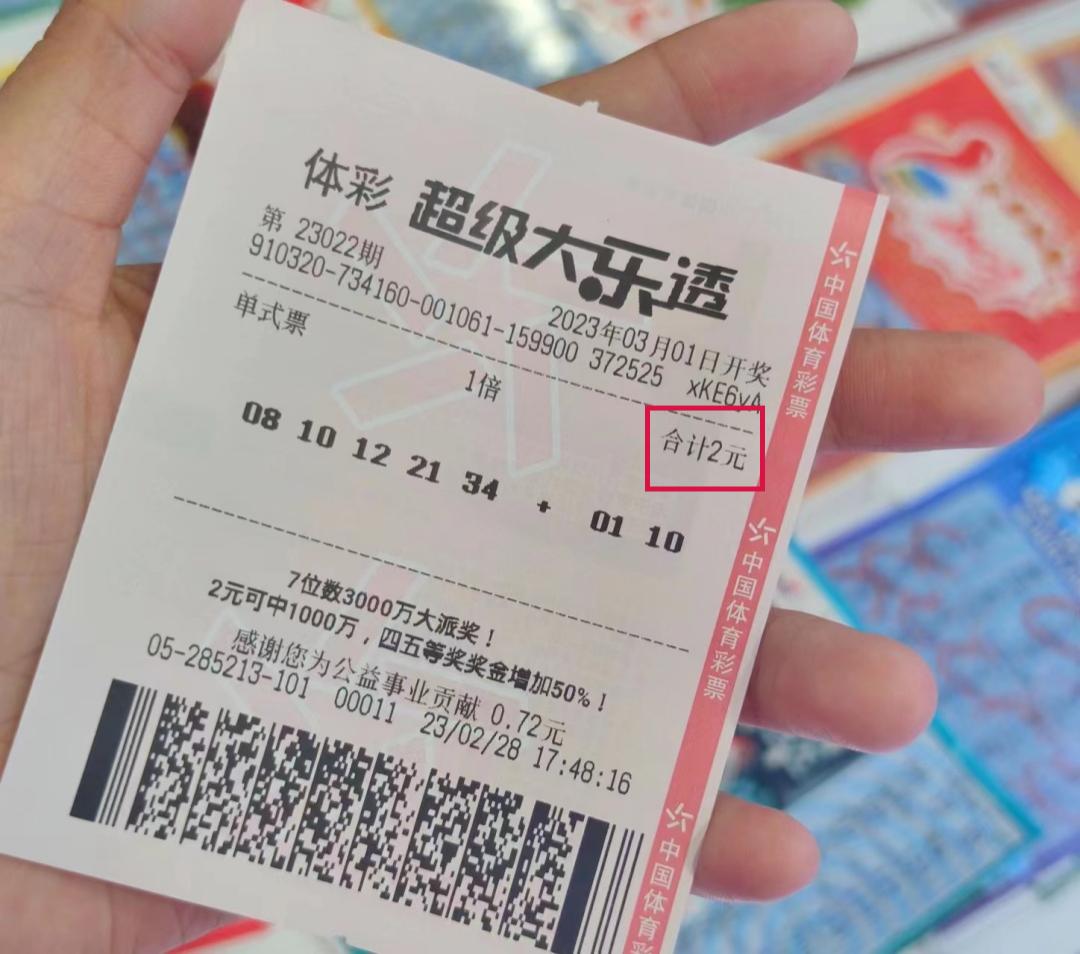 体彩 超级大乐透
第 23022期 2023年03月01日开奖
910320-734160-001061-159900 372525 xKE6vA
单式票 1倍 合计2元
08 10 12 21 34 + 01 10
7位数3000万大派奖！
2元可中1000万，四五等奖奖金增加50%！
感谢您为公益事业贡献 0.72元
05-285213-101 00011 23/02/28 17:48:16
中国体育彩票
中国体育彩票
中国体育彩